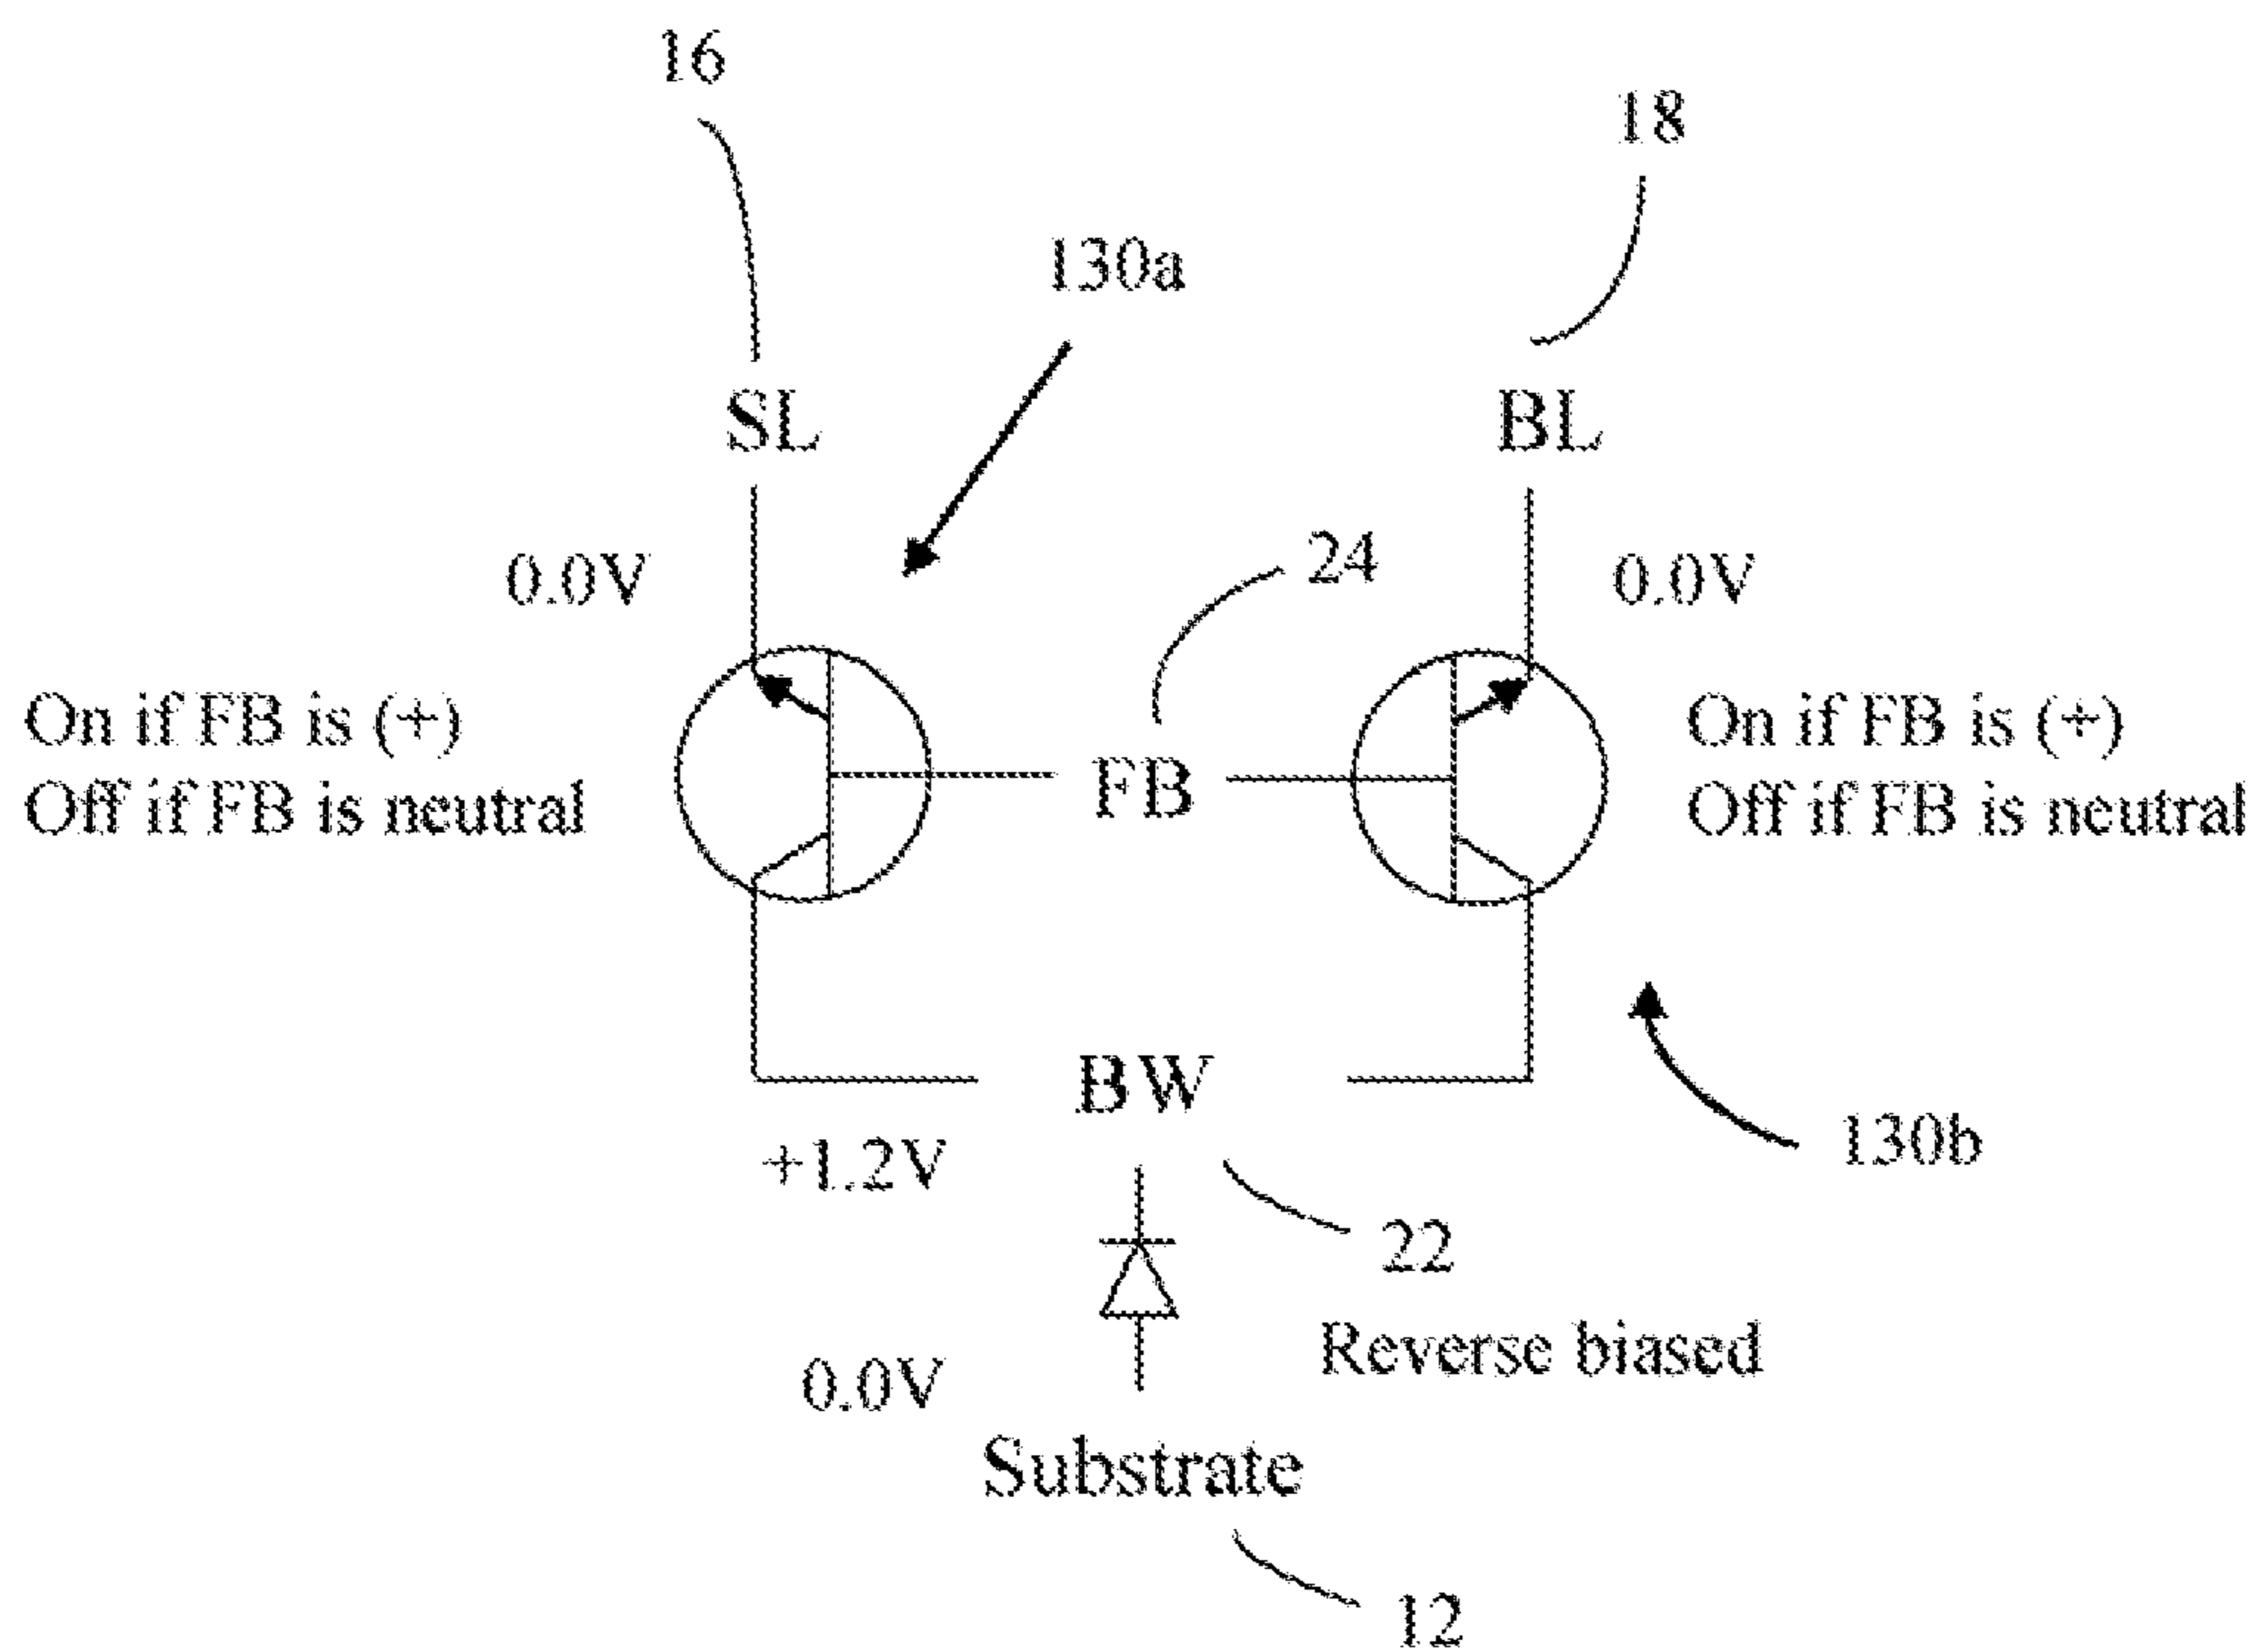 16
18
130a
SL
BL
24
0.0V
0.0V
On if FB is (+)
Off if FB is neutral
FB
On if FB is (+)
Off if FB is neutral
BW
+1.2V
130b
22
Reverse biased
0.0V
Substrate
12